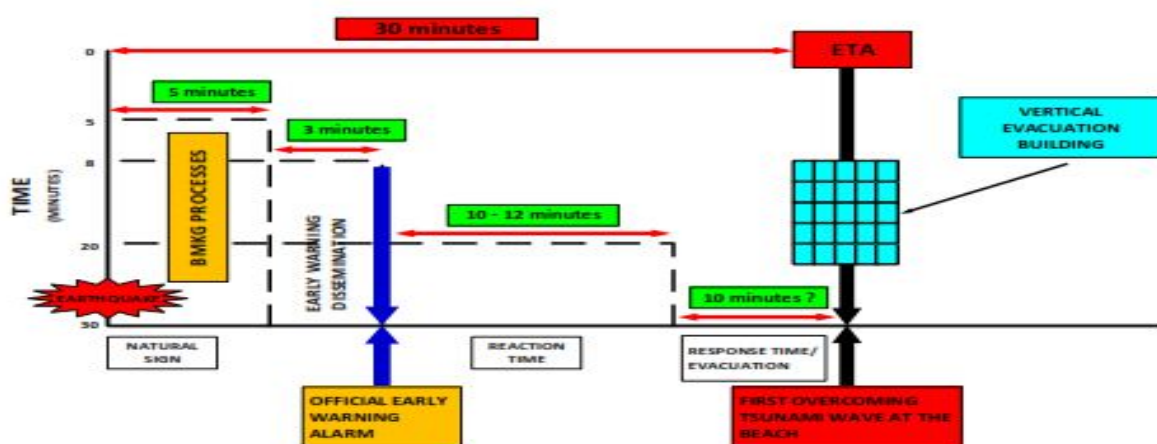 30 minutes
ETA
0
5 minutes
5
3 minutes
8
VERTICAL
EVACUATION
BUILDING
TIME
(MINUTES)
BMKG PROCESSES
EARLY WARNING
DISSEMINATION
10 - 12 minutes
20
EARTHQUAKE
10 minutes ?
30
NATURAL
SIGN
REACTION
TIME
RESPONSE TIME/
EVACUATION
OFFICIAL EARLY
WARNING
ALARM
FIRST OVERCOMING
TSUNAMI WAVE AT THE
BEACH